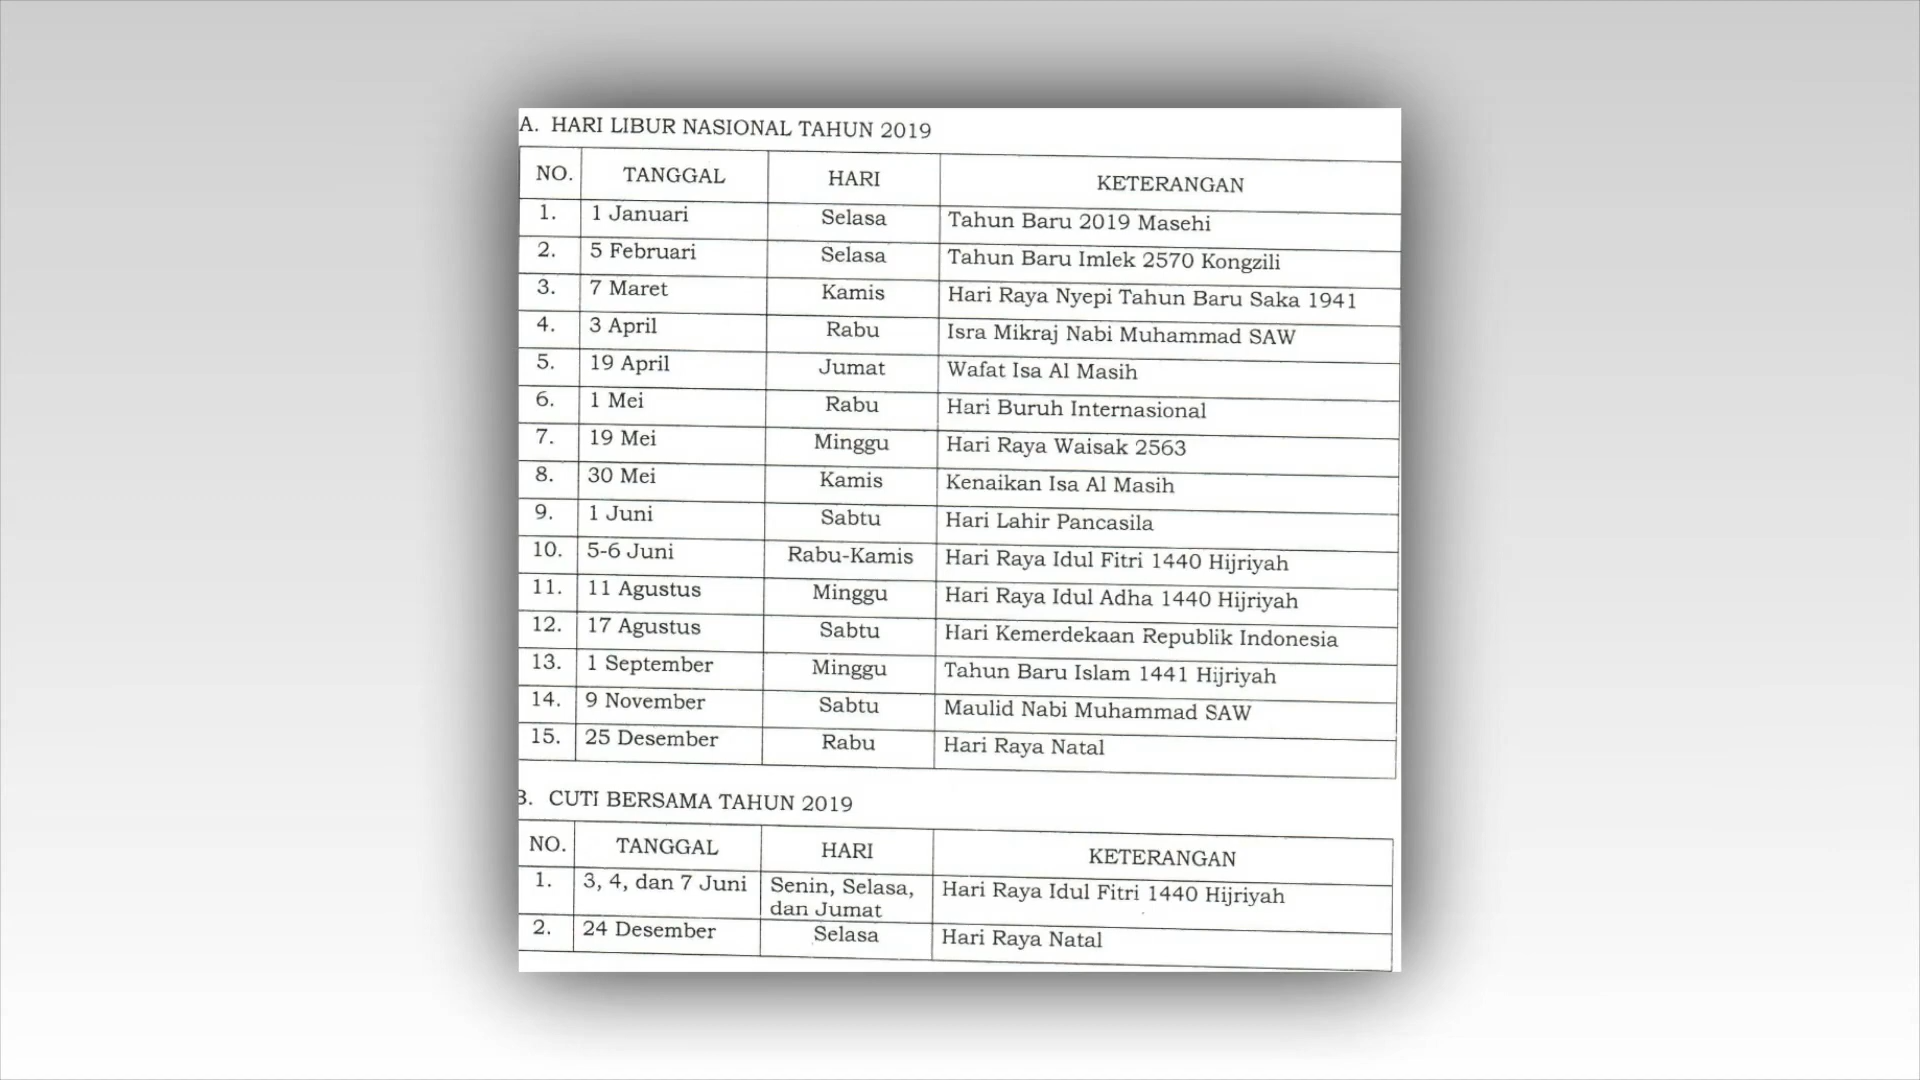 A. HARI LIBUR NASIONAL TAHUN 2019
NO. TANGGAL HARI KETERANGAN
1. 1 Januari Selasa Tahun Baru 2019 Masehi
2. 5 Februari Selasa Tahun Baru Imlek 2570 Kongzili
3. 7 Maret Kamis Hari Raya Nyepi Tahun Baru Saka 1941
4. 3 April Rabu Isra Mikraj Nabi Muhammad SAW
5. 19 April Jumat Wafat Isa Al Masih
6. 1 Mei Rabu Hari Buruh Internasional
7. 19 Mei Minggu Hari Raya Waisak 2563
8. 30 Mei Kamis Kenaikan Isa Al Masih
9. 1 Juni Sabtu Hari Lahir Pancasila
10. 5-6 Juni Rabu-Kamis Hari Raya Idul Fitri 1440 Hijriyah
11. 11 Agustus Minggu Hari Raya Idul Adha 1440 Hijriyah
12. 17 Agustus Sabtu Hari Kemerdekaan Republik Indonesia
13. 1 September Minggu Tahun Baru Islam 1441 Hijriyah
14. 9 November Sabtu Maulid Nabi Muhammad SAW
15. 25 Desember Rabu Hari Raya Natal
B. CUTI BERSAMA TAHUN 2019
NO. TANGGAL HARI KETERANGAN
1. 3, 4, dan 7 Juni Senin, Selasa, Hari Raya Idul Fitri 1440 Hijriyah
dan Jumat
2. 24 Desember Selasa Hari Raya Natal